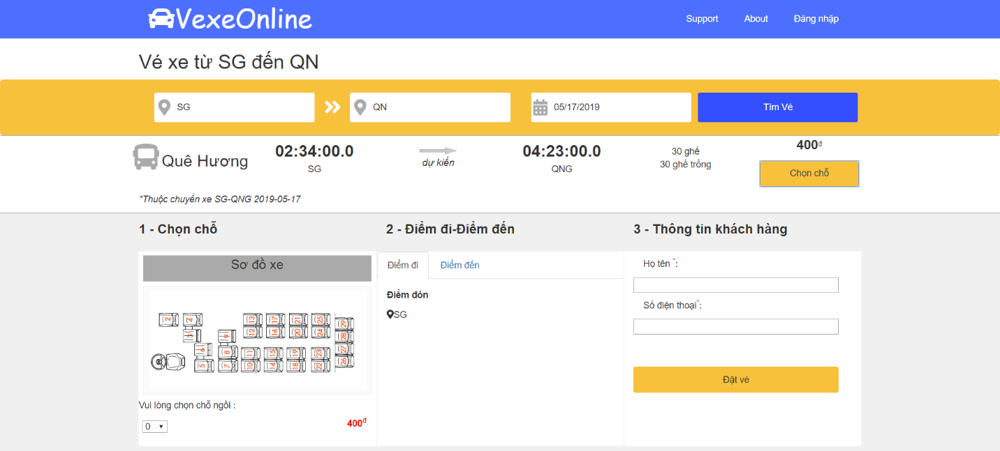 VexeOnline
Support About Đăng nhập
Vé xe từ SG đến QN
SG
QN
05/17/2019
Tìm Vé
Quê Hương
02:34:00.0
SG
dự kiến
04:23:00.0
QNG
30 ghế
30 ghế trống
400đ
Chọn chỗ
*Thuộc chuyến xe SG-QNG 2019-05-17
1 - Chọn chỗ
2 - Điểm đi-Điểm đến
3 - Thông tin khách hàng
Sơ đồ xe
2 4 13 17 21 25 29
3 9 12 16 20 24 28
6 8 11 15 19 23 27
5 7 10 14 18 22 26
Vui lòng chọn chỗ ngồi :
0
400đ
Điểm đi Điểm đến
Điểm đón
SG
Họ tên *:
Số điện thoại*:
Đặt vé